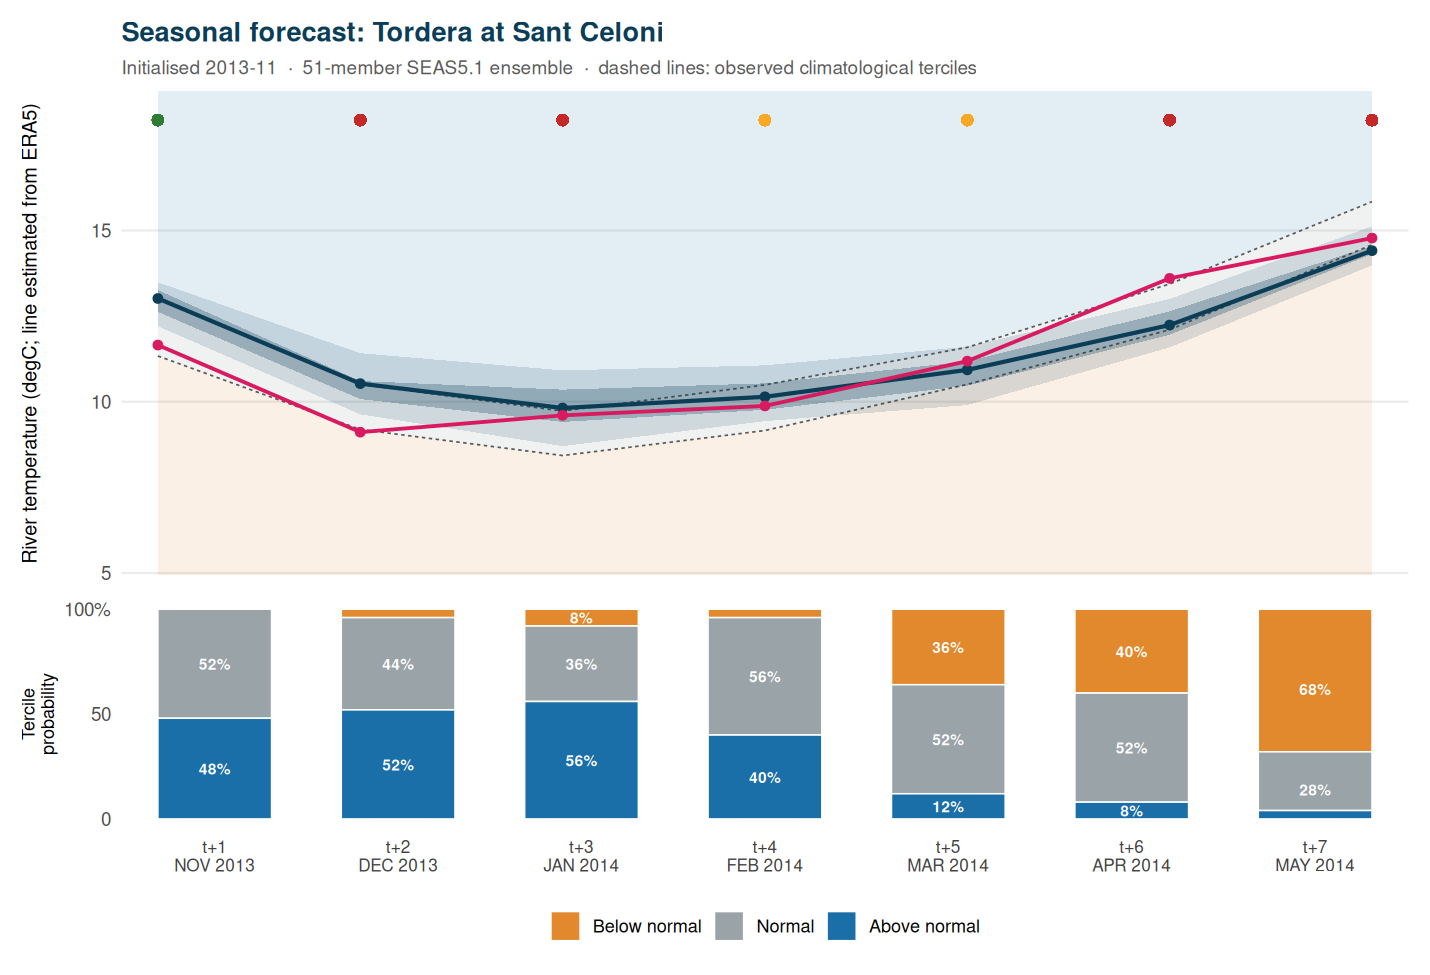 Seasonal forecast: Tordera at Sant Celoni
Initialised 2013-11 · 51-member SEAS5.1 ensemble · dashed lines: observed climatological terciles
River temperature (degC; line estimated from ERA5)
15
10
5
Tercile
probability
100%
50
0
52%
48%
44%
52%
8%
36%
56%
56%
40%
36%
52%
12%
40%
52%
8%
68%
28%
t+1 t+2 t+3 t+4 t+5 t+6 t+7
NOV 2013 DEC 2013 JAN 2014 FEB 2014 MAR 2014 APR 2014 MAY 2014
Below normal Normal Above normal